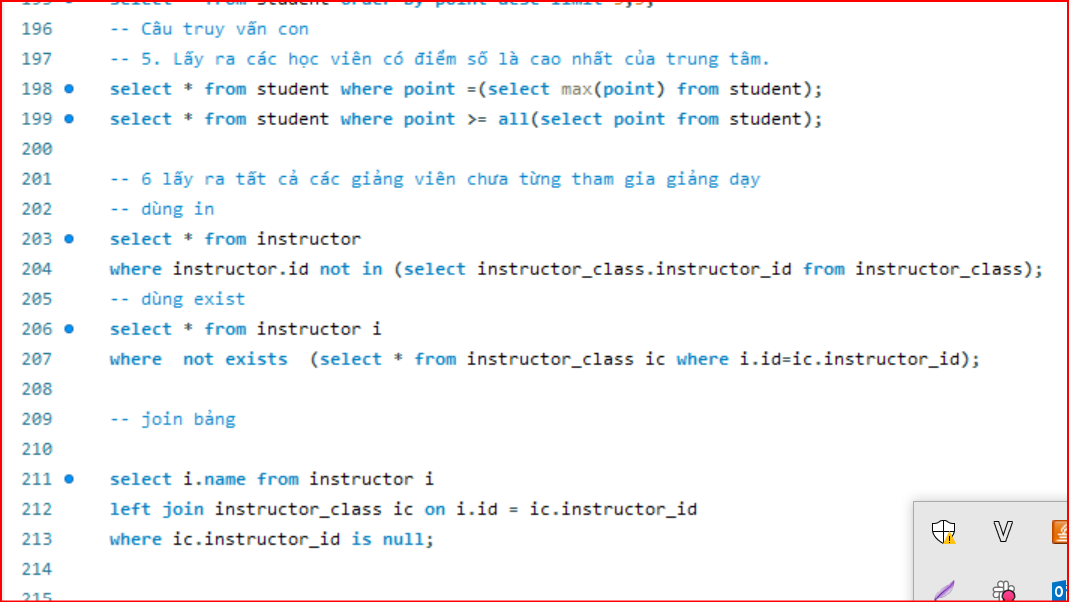 195 select * from student order by point desc limit
196 -- Câu truy vấn con
197 -- 5. Lấy ra các học viên có điểm số là cao nhất của trung tâm.
198 select * from student where point =(select max(point) from student);
199 select * from student where point >= all(select point from student);
200
201 -- 6 lấy ra tất cả các giảng viên chưa từng tham gia giảng dạy
202 -- dùng in
203 select * from instructor
204 where instructor.id not in (select instructor_class.instructor_id from instructor_class);
205 -- dùng exist
206 select * from instructor i
207 where  not exists  (select * from instructor_class ic where i.id=ic.instructor_id);
208
209 -- join bảng
210
211 select i.name from instructor i
212 left join instructor_class ic on i.id = ic.instructor_id
213 where ic.instructor_id is null;
214
215